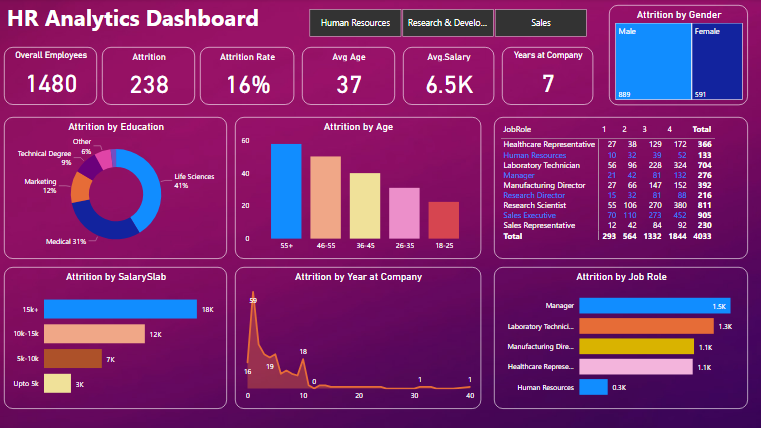 HR Analytics Dashboard
Human Resources
Research & Develo...
Sales
Attrition by Gender
Male
Female
889
591
Overall Employees
1480
Attrition
238
Attrition Rate
16%
Avg Age
37
Avg.Salary
6.5K
Years at Company
7
Attrition by Education
Other
6%
Technical Degree
9%
Marketing
12%
Medical 31%
Life Sciences
41%
Attrition by Age
60
40
20
0
55+ 46-55 36-45 26-35 18-25
JobRole 1 2 3 4 Total
Healthcare Representative 27 38 129 172 366
Human Resources 10 32 39 52 133
Laboratory Technician 56 96 228 324 704
Manager 21 42 81 132 276
Manufacturing Director 27 66 147 152 392
Research Director 15 32 81 88 216
Research Scientist 55 106 270 380 811
Sales Executive 70 110 273 452 905
Sales Representative 12 42 84 92 230
Total 293 564 1332 1844 4033
Attrition by SalarySlab
15k+ 18K
10k-15k 12K
5k-10k 7K
Upto 5k 3K
Attrition by Year at Company
59
16
19
18
0
1
1
0 10 20 30 40
Attrition by Job Role
Manager 1.5K
Laboratory Technici... 1.3K
Manufacturing Dire... 1.1K
Healthcare Represe... 1.1K
Human Resources 0.3K